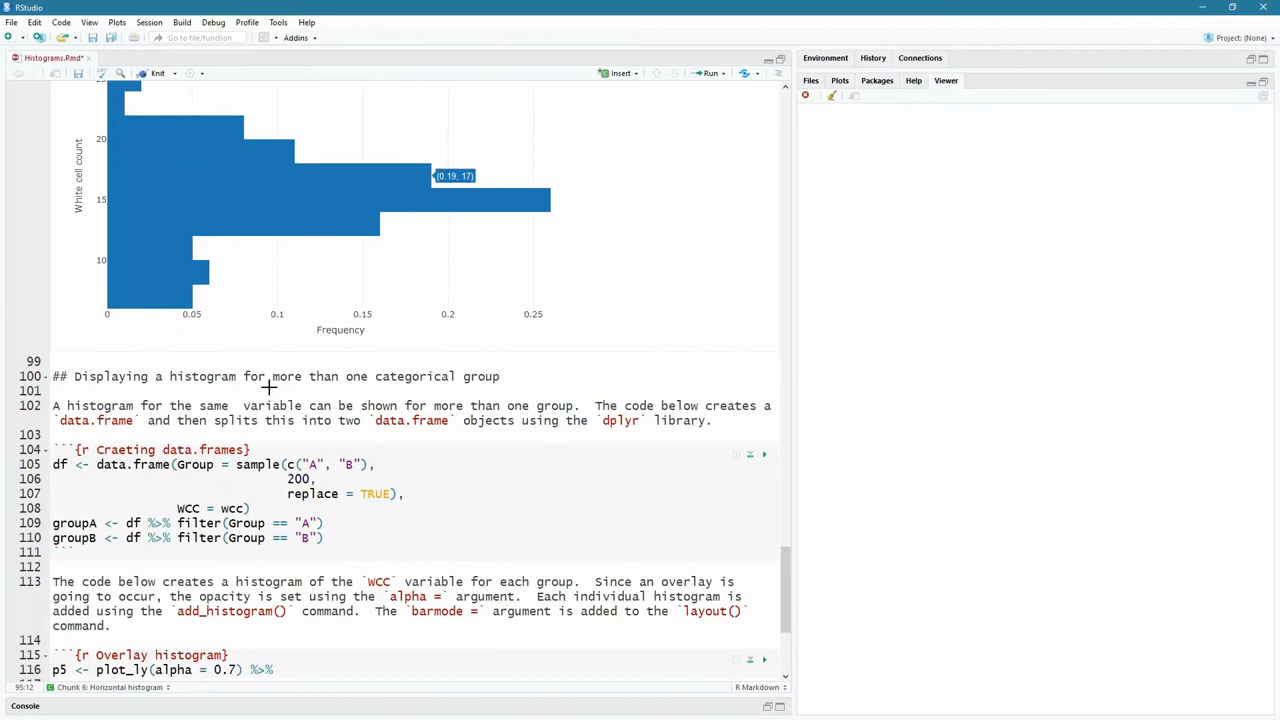 RStudio
File Edit Code View Plots Session Build Debug Profile Tools Help
Go to file/function Addins Project: (None)
Histograms.Rmd* Environment History Connections
Knit Insert Run Files Plots Packages Help Viewer
20
15
10
White cell count
(0.19, 17)
0 0.05 0.1 0.15 0.2 0.25
Frequency
99
100 ## Displaying a histogram for more than one categorical group
101
102 A histogram for the same  variable can be shown for more than one group.  The code below creates a
`data.frame` and then splits this into two `data.frame` objects using the `dplyr` library.
103
104 ```{r Craeting data.frames}
105 df <- data.frame(Group = sample(c("A", "B"),
106 200,
107 replace = TRUE),
108 WCC = wcc)
109 groupA <- df %>% filter(Group == "A")
110 groupB <- df %>% filter(Group == "B")
111 ```
112
113 The code below creates a histogram of the `WCC` variable for each group.  Since an overlay is
going to occur, the opacity is set using the `alpha =` argument.  Each individual histogram is
added using the `add_histogram()` command.  The `barmode =` argument is added to the `layout()`
command.
114
115 ```{r Overlay histogram}
116 p5 <- plot_ly(alpha = 0.7) %>%
95:12 Chunk 6: Horizontal histogram R Markdown
Console